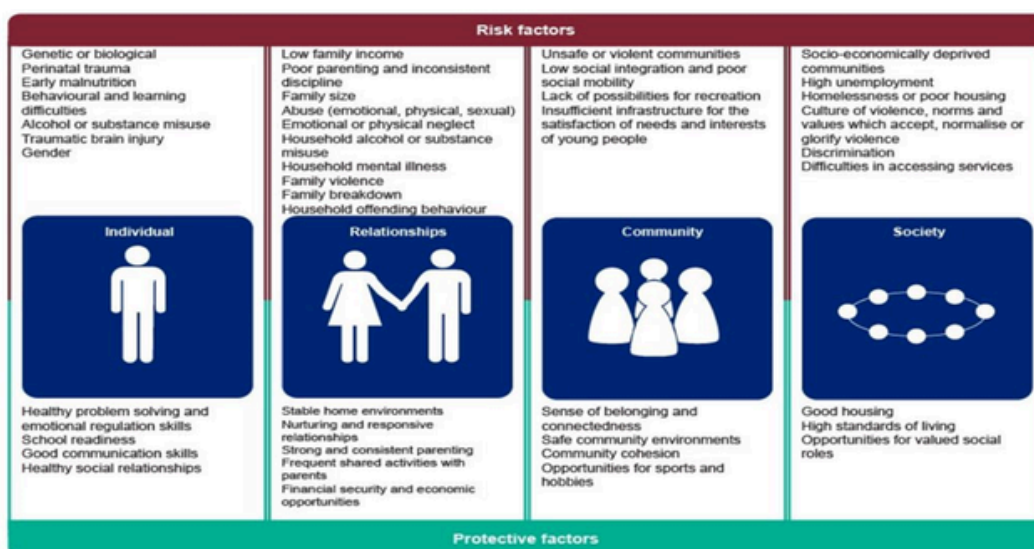 Risk factors
Genetic or biological
Perinatal trauma
Early malnutrition
Behavioural and learning
difficulties
Alcohol or substance misuse
Traumatic brain injury
Gender
Low family income
Poor parenting and inconsistent
discipline
Family size
Abuse (emotional, physical, sexual)
Emotional or physical neglect
Household alcohol or substance
misuse
Household mental illness
Family violence
Family breakdown
Household offending behaviour
Unsafe or violent communities
Low social integration and poor
social mobility
Lack of possibilities for recreation
Insufficient infrastructure for the
satisfaction of needs and interests
of young people
Socio-economically deprived
communities
High unemployment
Homelessness or poor housing
Culture of violence, norms and
values which accept, normalise or
glorify violence
Discrimination
Difficulties in accessing services
Individual
Relationships
Community
Society
Healthy problem solving and
emotional regulation skills
School readiness
Good communication skills
Healthy social relationships
Stable home environments
Nurturing and responsive
relationships
Strong and consistent parenting
Frequent shared activities with
parents
Financial security and economic
opportunities
Sense of belonging and
connectedness
Safe community environments
Community cohesion
Opportunities for sports and
hobbies
Good housing
High standards of living
Opportunities for valued social
roles
Protective factors